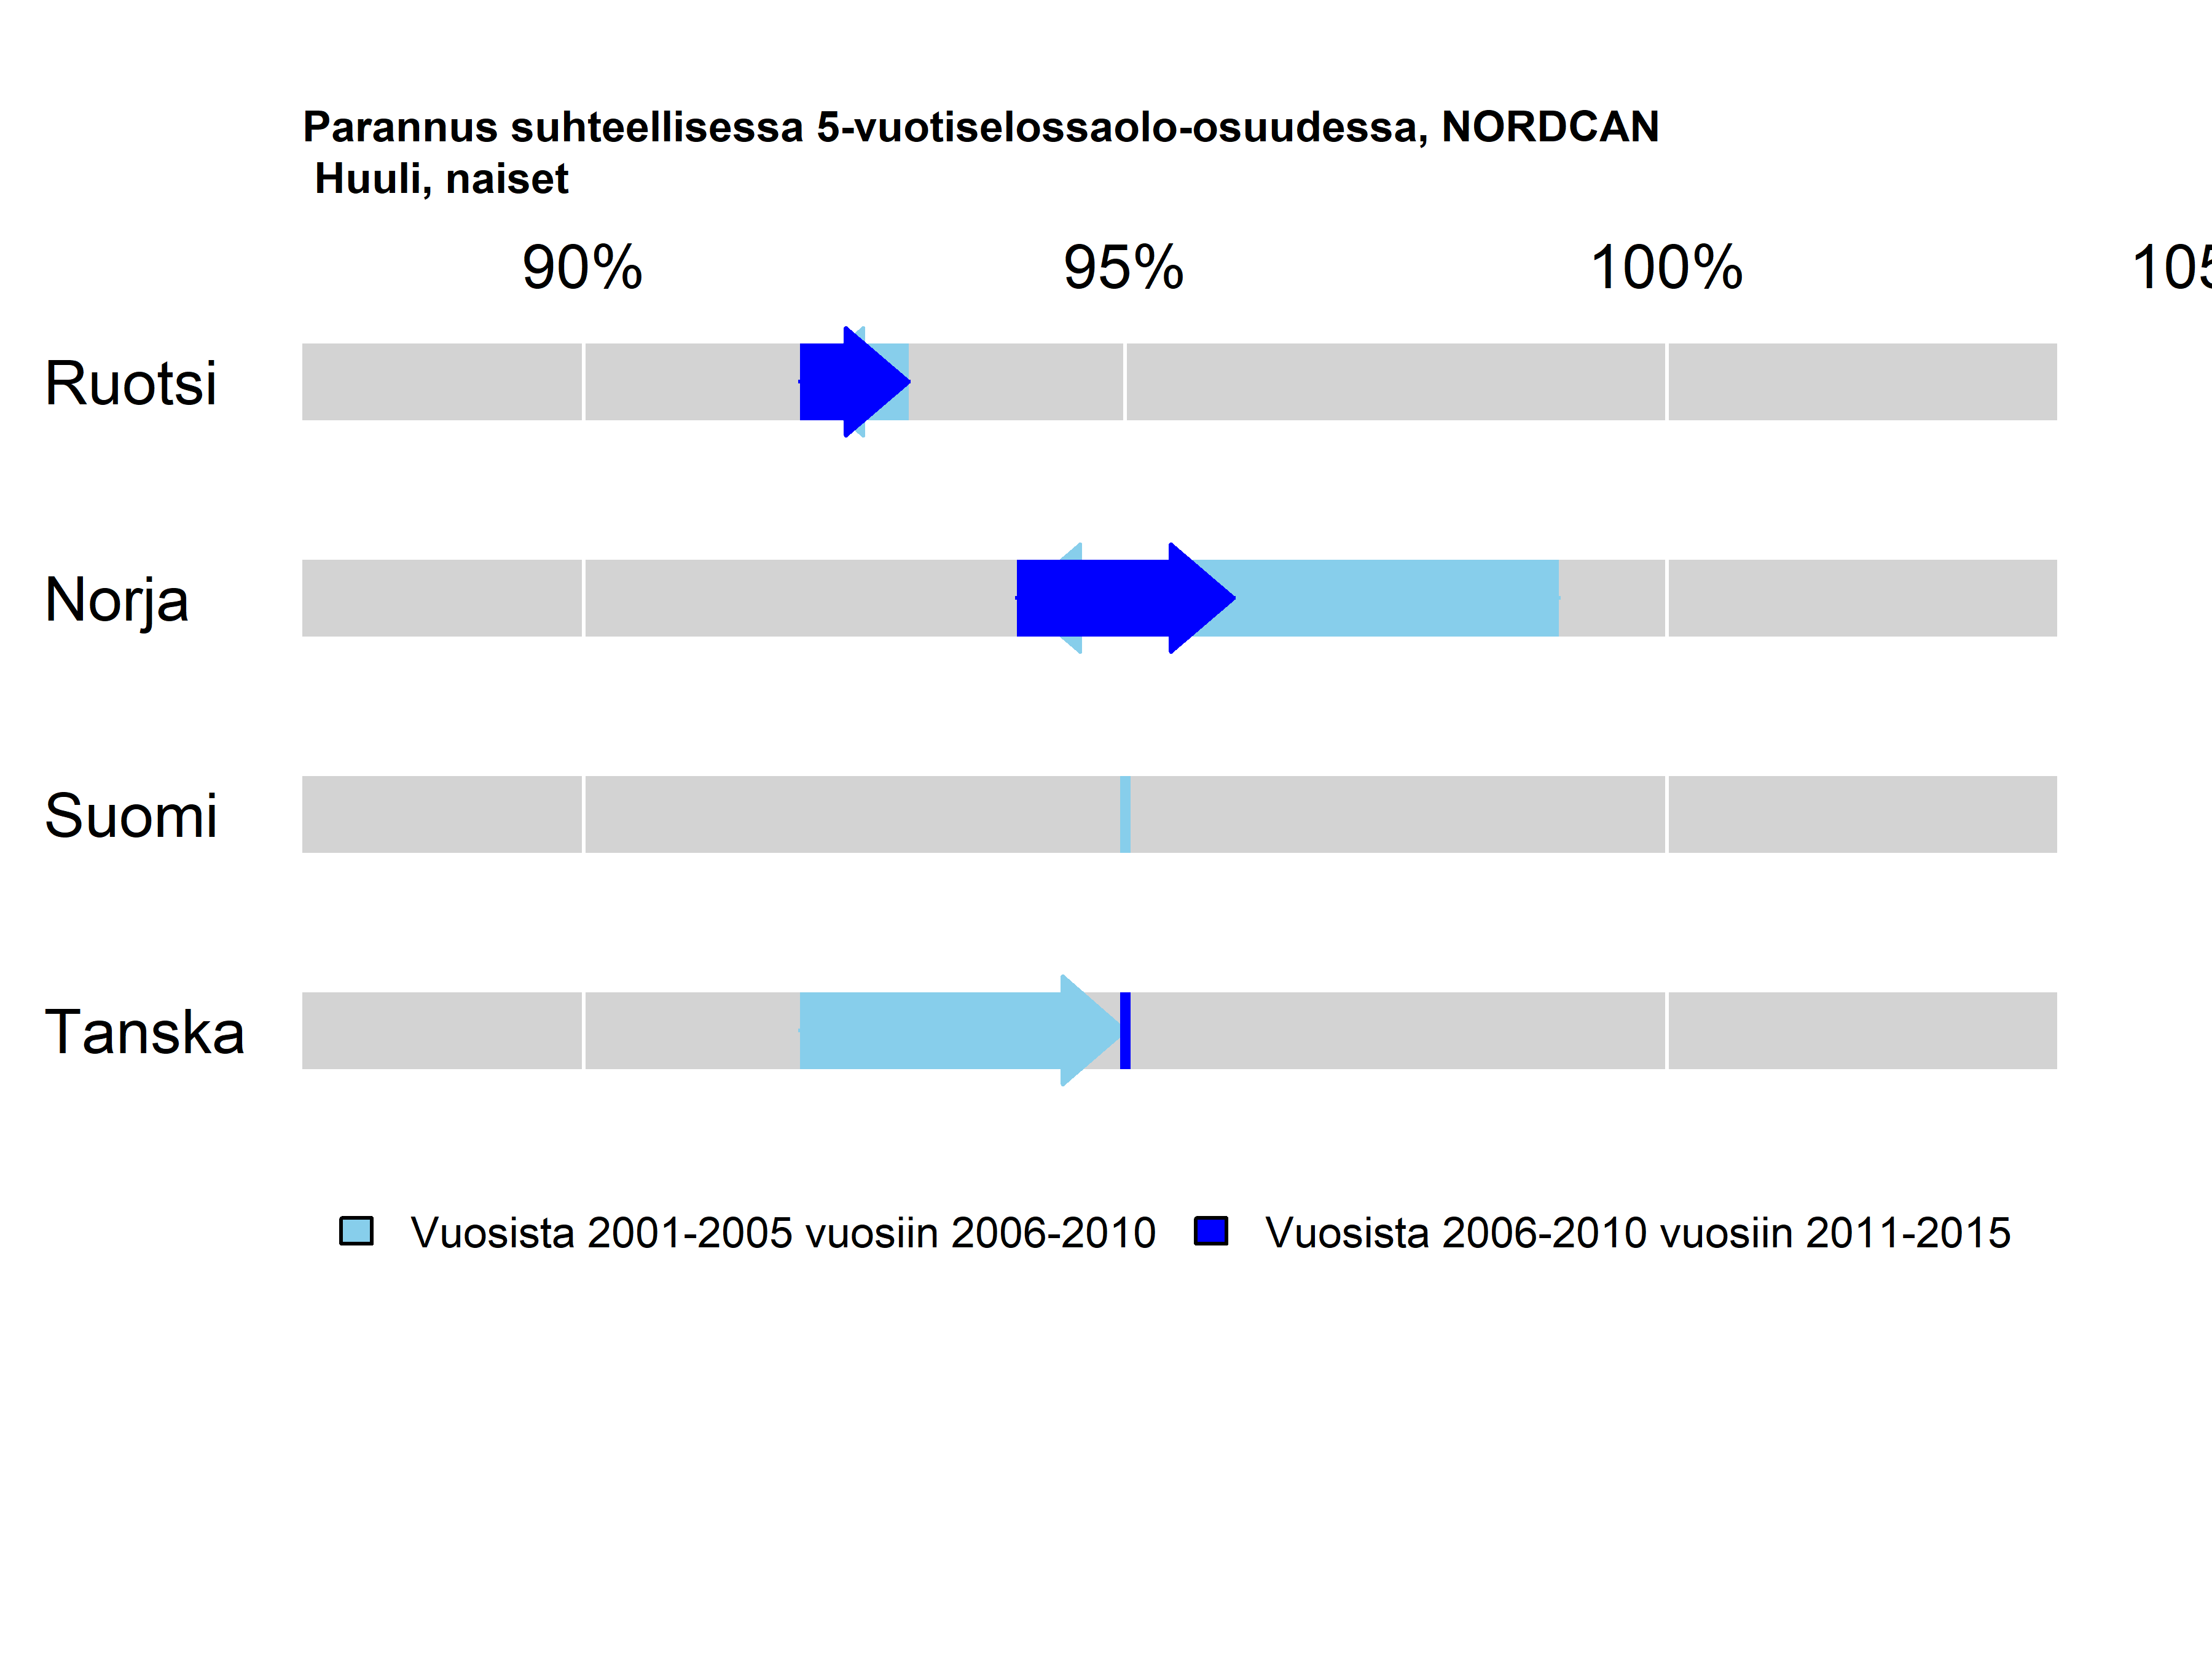 Parannus suhteellisessa 5-vuotiselossaolo-osuudessa, NORDCAN
Huuli, naiset
90% 95% 100% 105
Ruotsi
Norja
Suomi
Tanska
Vuosista 2001-2005 vuosiin 2006-2010 Vuosista 2006-2010 vuosiin 2011-2015